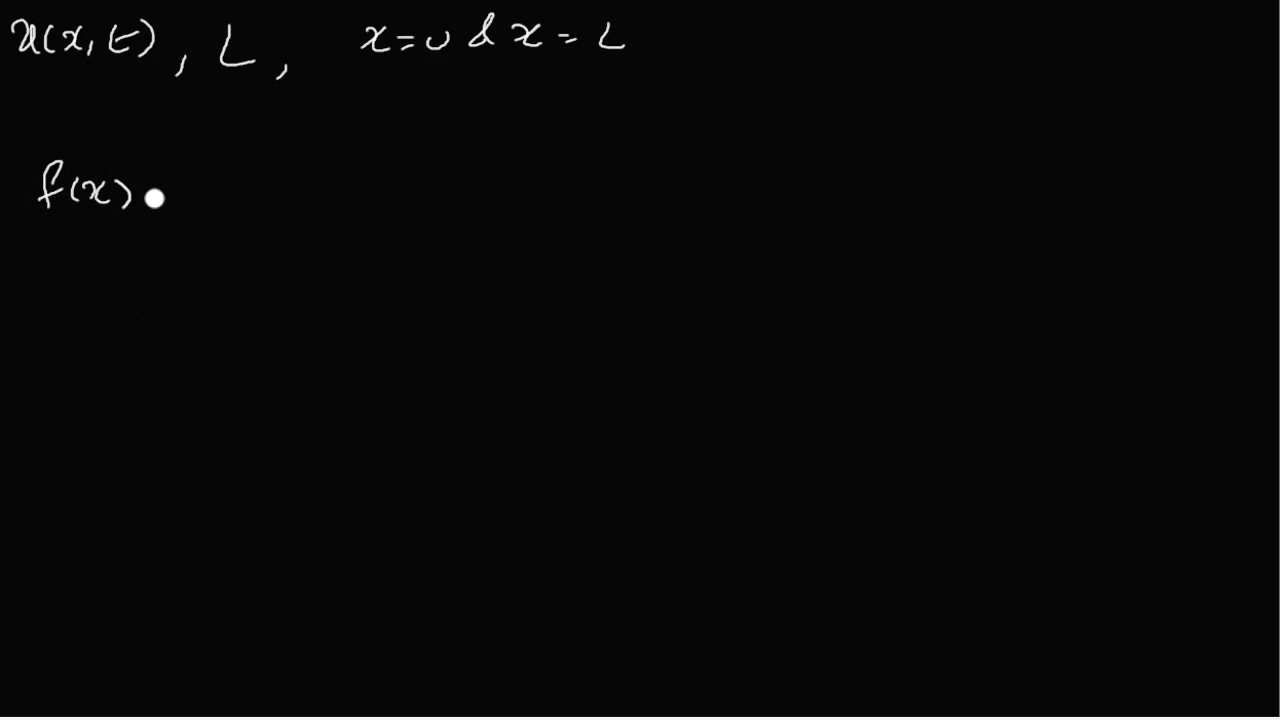 u(x,t), L, x=0 & x=L
f(x)